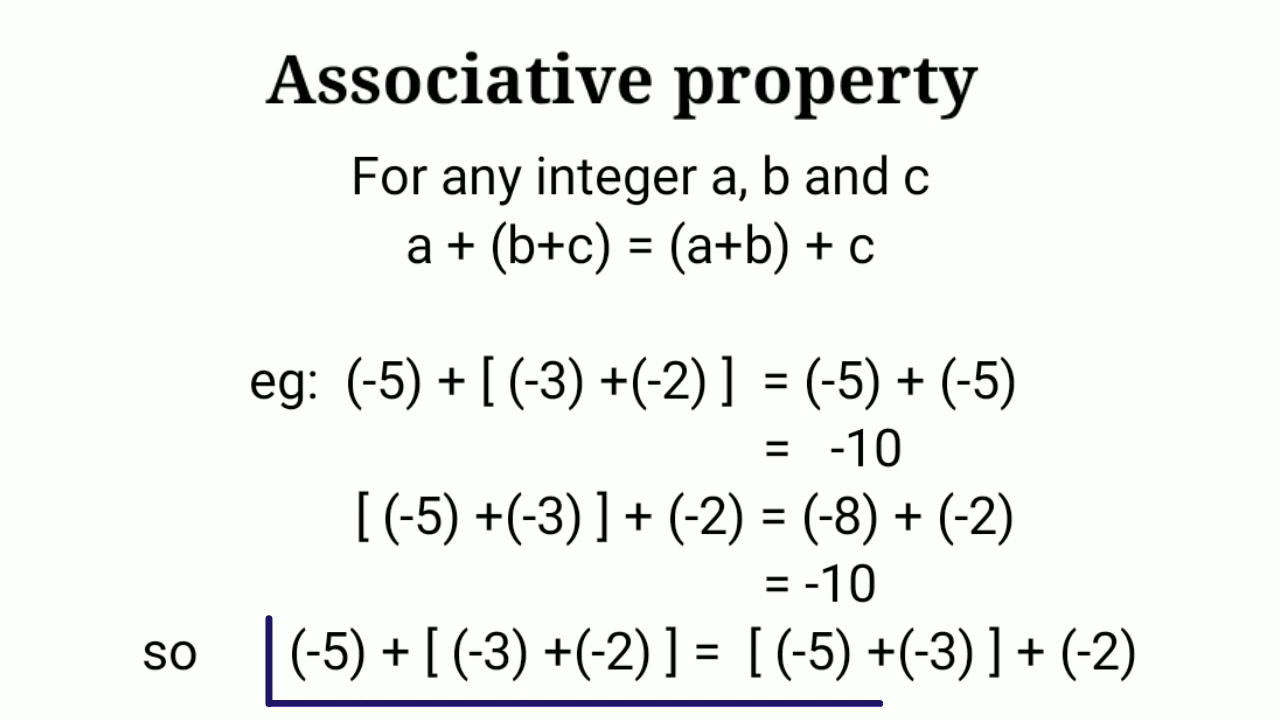 Associative property
For any integer a, b and c
a + (b+c) = (a+b) + c
eg: (-5) + [ (-3) +(-2) ] = (-5) + (-5)
= -10
[ (-5) +(-3) ] + (-2) = (-8) + (-2)
= -10
so (-5) + [ (-3) +(-2) ] = [ (-5) +(-3) ] + (-2)